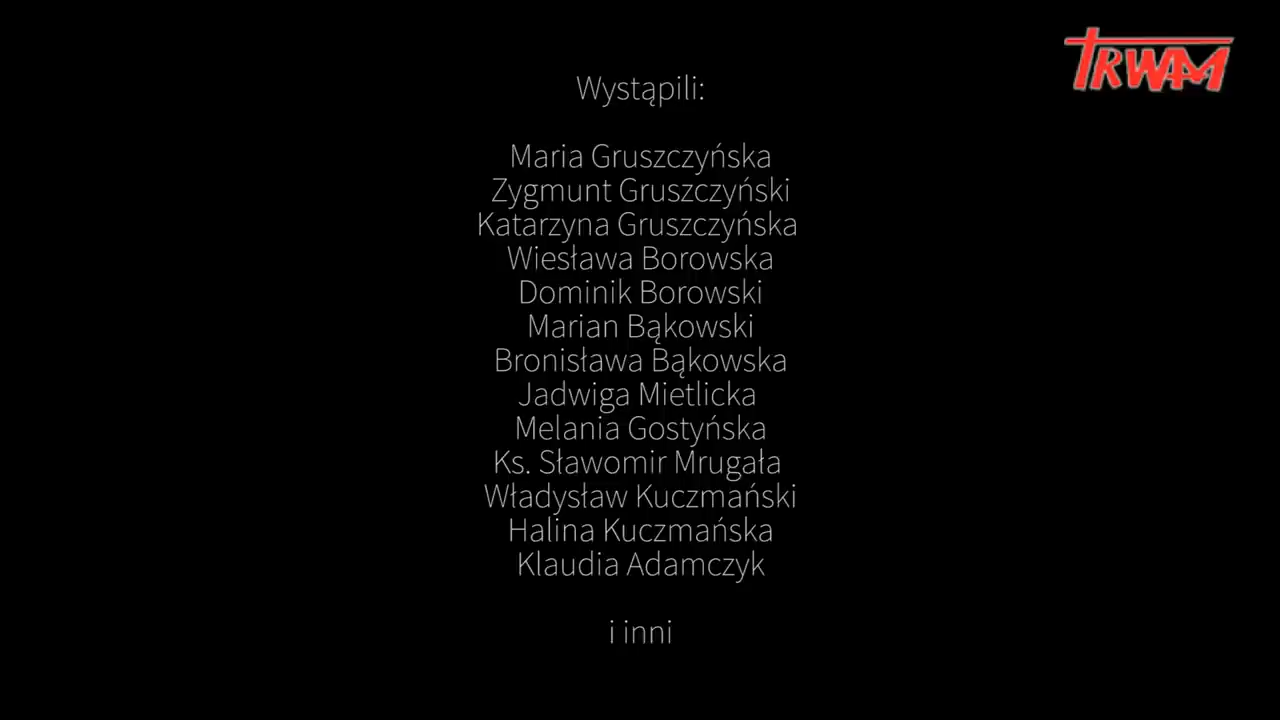 TRWAM
Wystąpili:
Maria Gruszczyńska
Zygmunt Gruszczyński
Katarzyna Gruszczyńska
Wiesława Borowska
Dominik Borowski
Marian Bąkowski
Bronisława Bąkowska
Jadwiga Mietlicka
Melania Gostyńska
Ks. Sławomir Mrugała
Władysław Kuczmański
Halina Kuczmańska
Klaudia Adamczyk
i inni